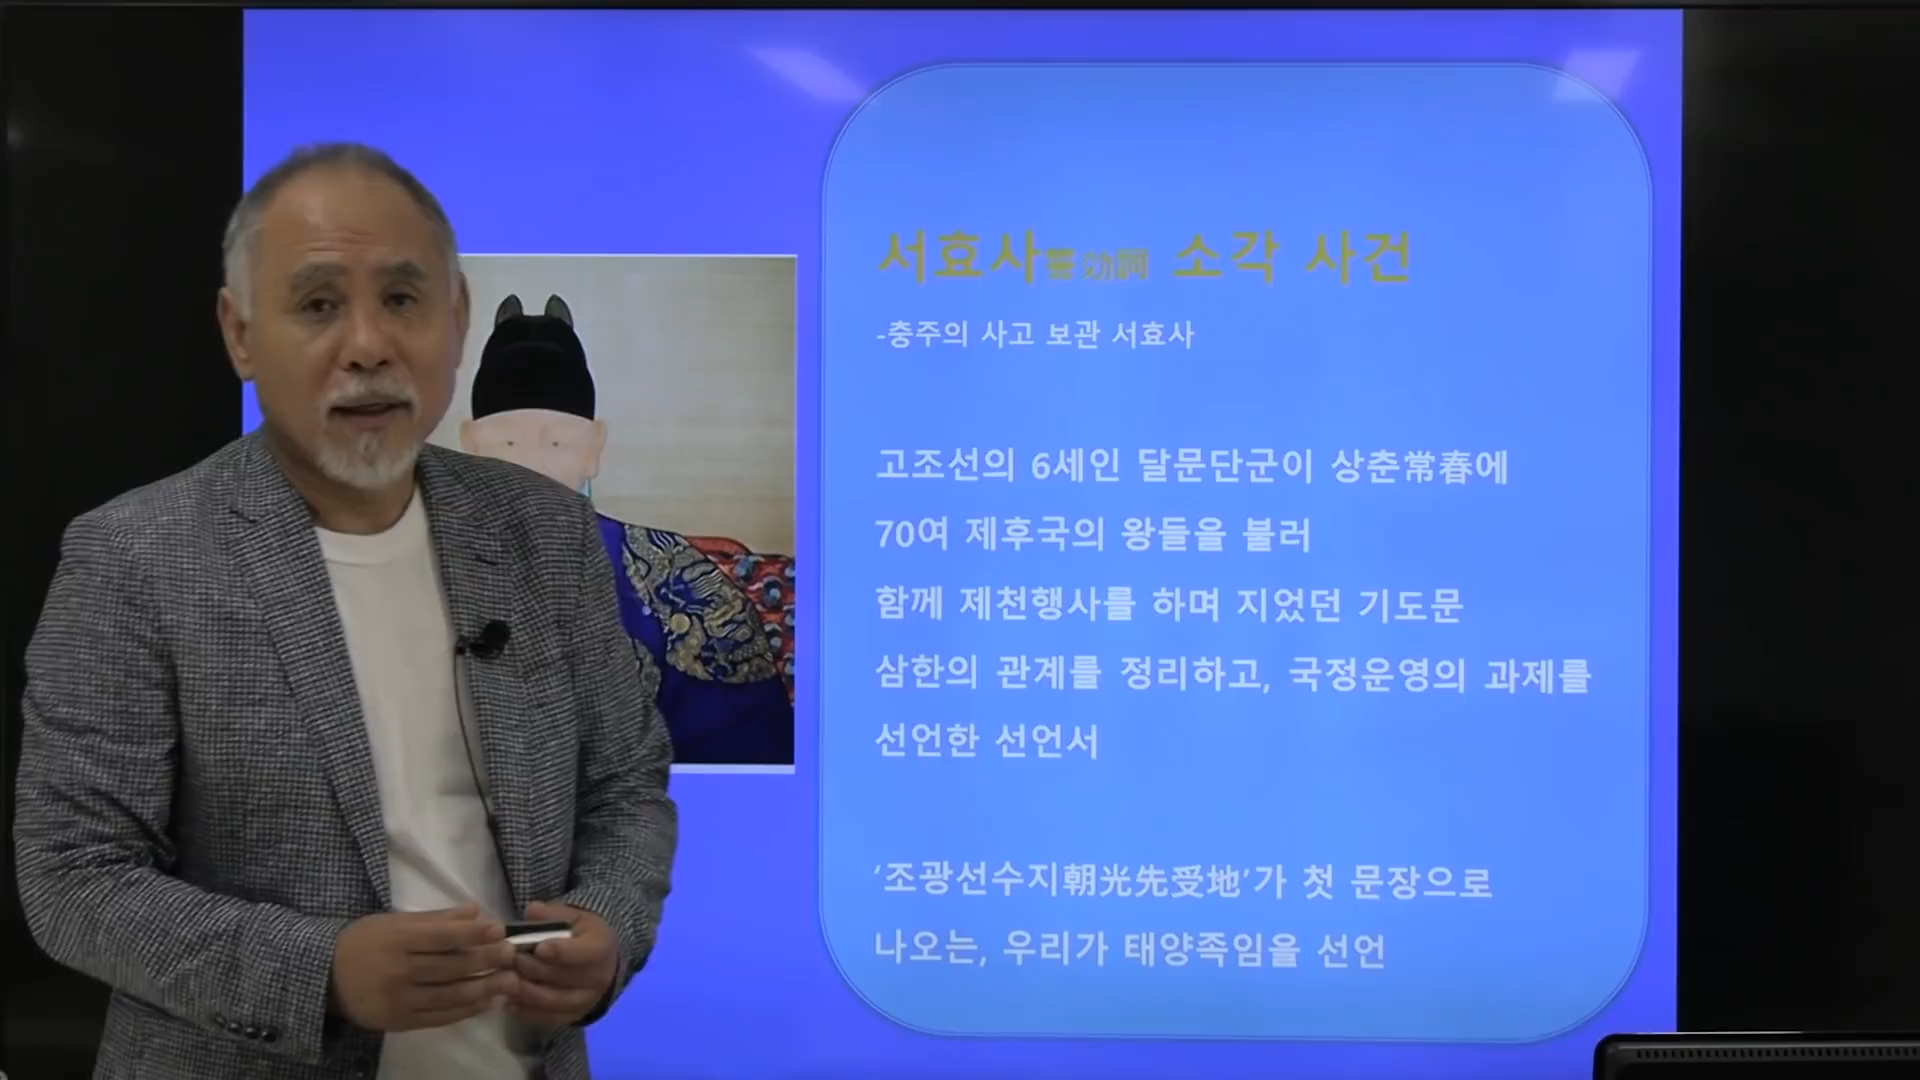 서효사 소각 사건
-충주의 사고 보관 서효사
고조선의 6세인 달문단군이 상춘常春에
70여 제후국의 왕들을 불러
함께 제천행사를 하며 지었던 기도문
삼한의 관계를 정리하고, 국정운영의 과제를
선언한 선언서
‘조광선수지朝光先受地’가 첫 문장으로
나오는, 우리가 태양족임을 선언